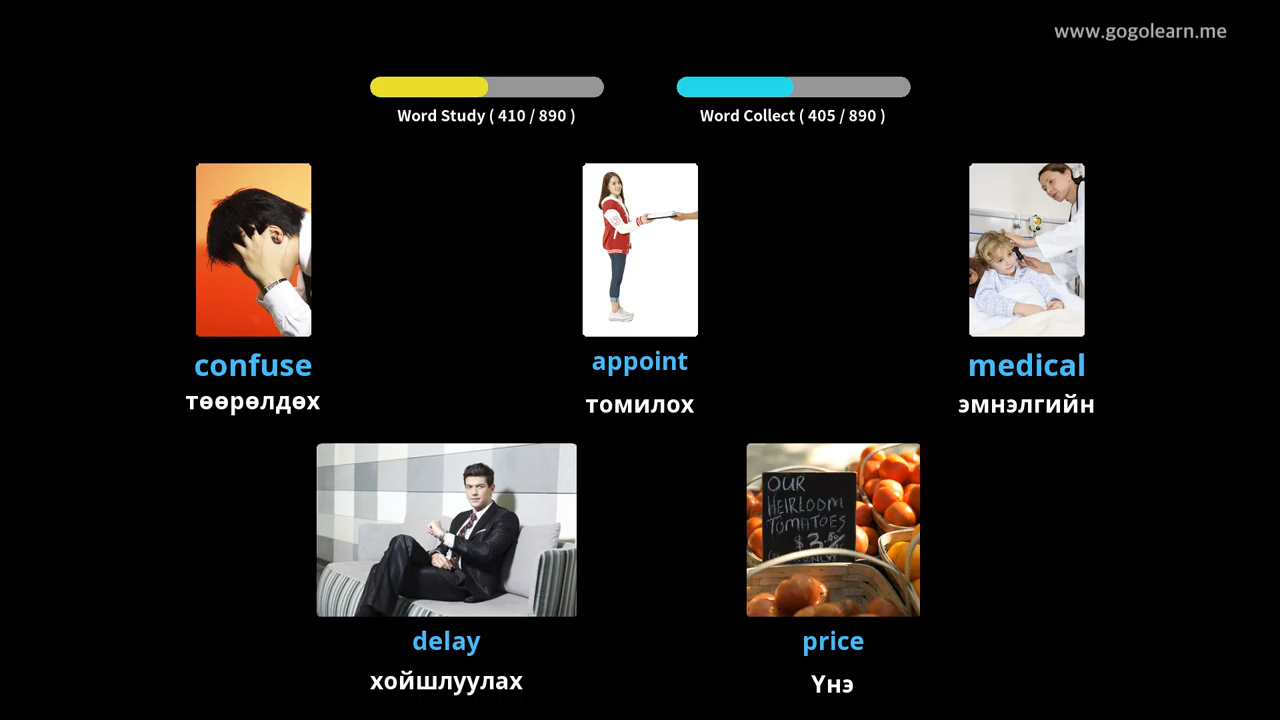 www.gogolearn.me
Word Study ( 410 / 890 )
Word Collect ( 405 / 890 )
confuse
төөрөлдөх
appoint
томилох
medical
эмнэлгийн
delay
хойшлуулах
OUR
HEIRLOOM
TOMATOES
price
Үнэ